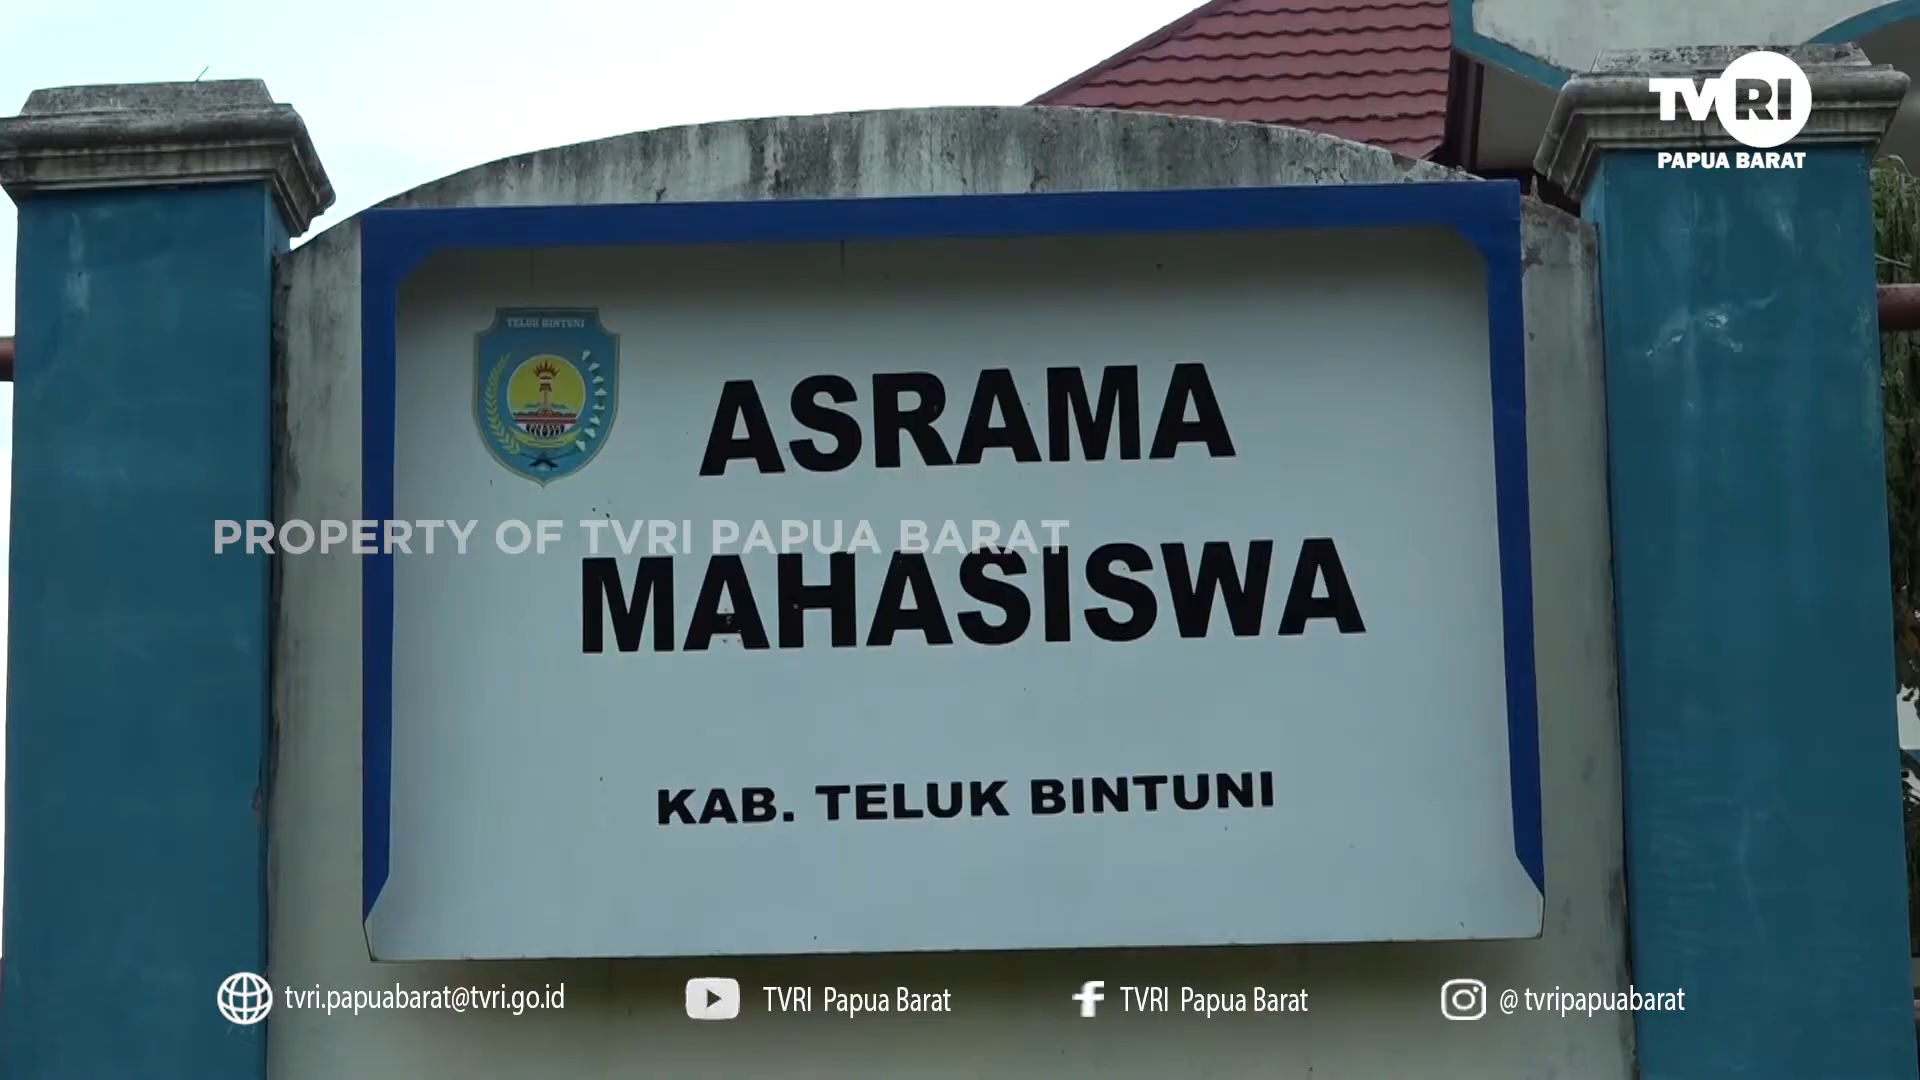 TVRI
PAPUA BARAT
TELUK BINTUNI
ASRAMA
PROPERTY OF TVRI PAPUA BARAT
MAHASISWA
KAB. TELUK BINTUNI
tvri.papuabarat@tvri.go.id
TVRI Papua Barat
TVRI Papua Barat
@tvripapuabarat